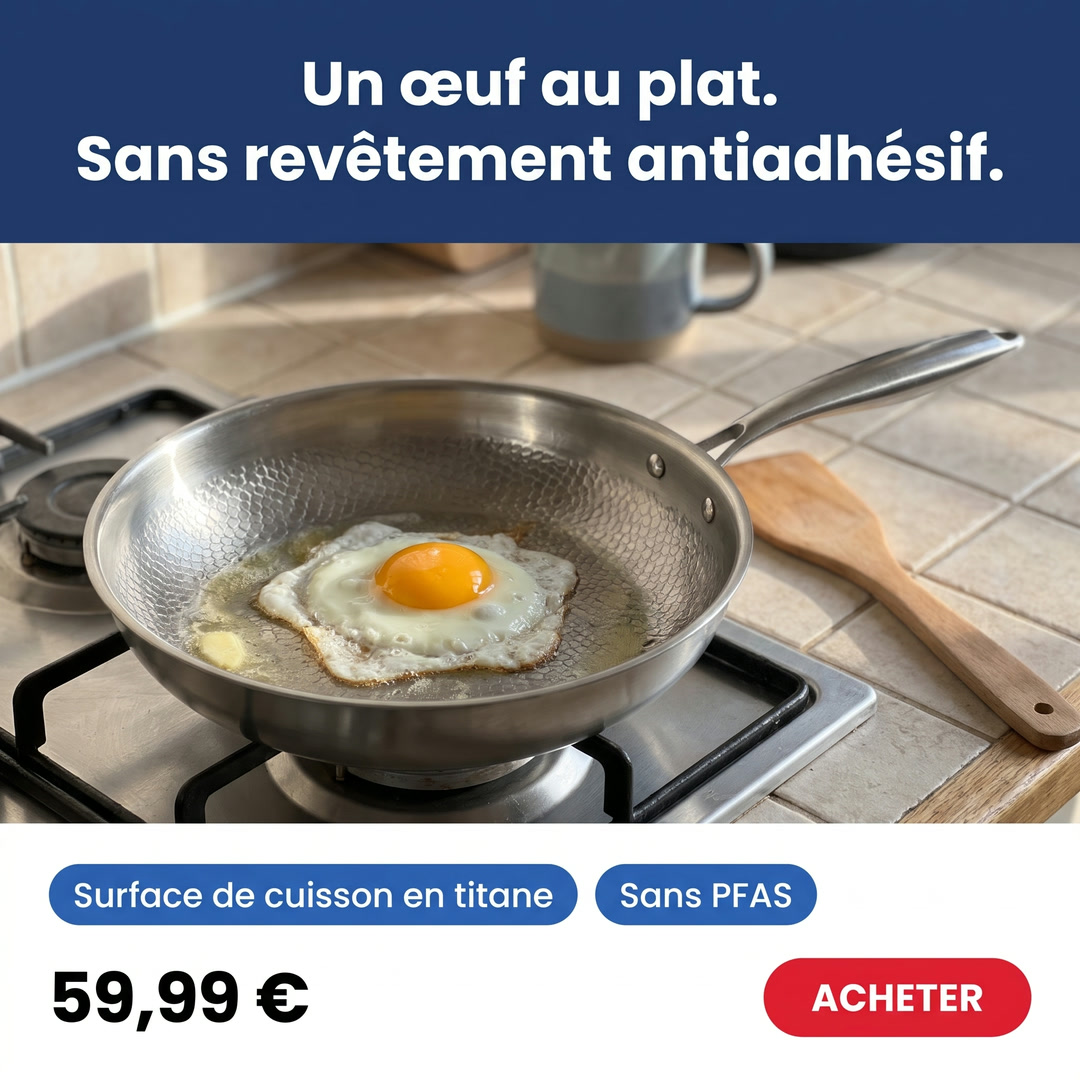 Un œuf au plat.
Sans revêtement antiadhésif.
Surface de cuisson en titane
Sans PFAS
59,99 €
ACHETER